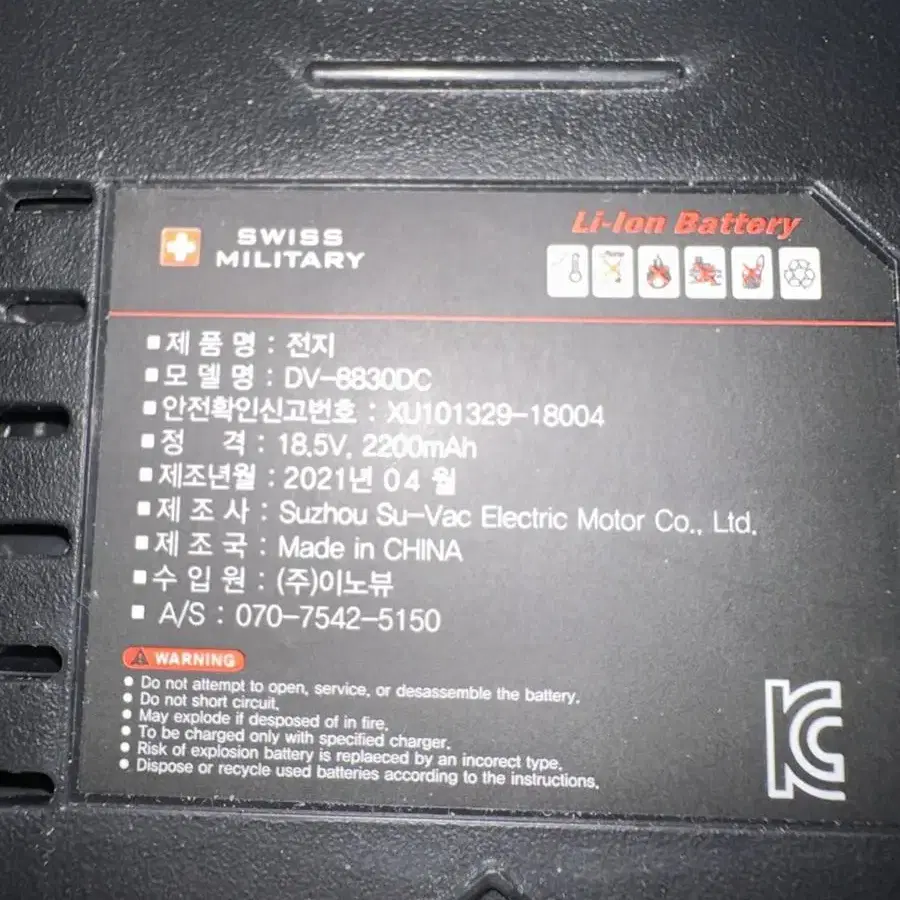 SWISS
MILITARY
Li-Ion Battery
■ 제 품 명 : 전지
■ 모 델 명 : DV-8830DC
■ 안전확인신고번호 : XU101329-18004
■ 정 격 : 18.5V, 2200mAh
■ 제조년월 : 2021년 04 월
■ 제 조 사 : Suzhou Su-Vac Electric Motor Co., Ltd.
■ 제 조 국 : Made in CHINA
■ 수 입 원 : (주)이노뷰
■ A/S : 070-7542-5150
WARNING
● Do not attempt to open, service, or desassemble the battery.
● Do not short circuit.
● May explode if desposed of in fire.
● To be charged only with specified charger.
● Risk of explosion battery is replaeced by an incorrect type.
● Dispose or recycle used batteries according to the instructions.